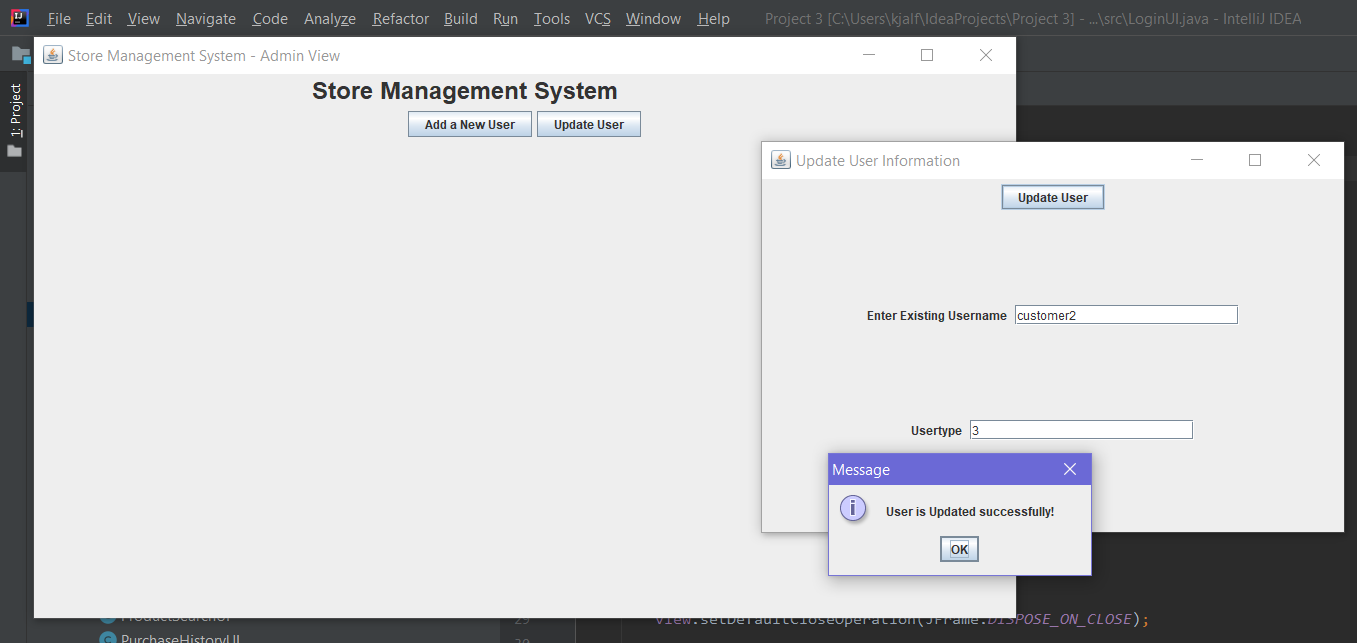 File Edit View Navigate Code Analyze Refactor Build Run Tools VCS Window Help Project 3 [C:\Users\kjalf\IdeaProjects\Project 3] - ...\src\LoginUI.java - IntelliJ IDEA
1: Project
Store Management System - Admin View
Store Management System
Add a New User Update User
Update User Information
Update User
Enter Existing Username customer2
Usertype 3
Message
User is Updated successfully!
OK
29 view.setDefaultCloseOperation(JFrame.DISPOSE_ON_CLOSE);
PurchaseHistoryUI